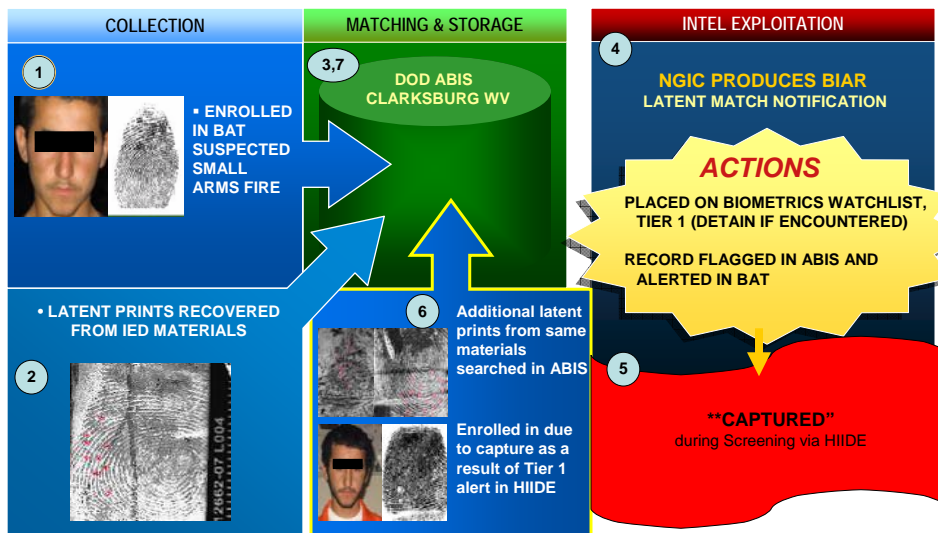 COLLECTION
MATCHING & STORAGE
INTEL EXPLOITATION
1
▪ ENROLLED
IN BAT
SUSPECTED
SMALL
ARMS FIRE
3,7
DOD ABIS
CLARKSBURG WV
4
NGIC PRODUCES BIAR
LATENT MATCH NOTIFICATION
ACTIONS
PLACED ON BIOMETRICS WATCHLIST,
TIER 1 (DETAIN IF ENCOUNTERED)
RECORD FLAGGED IN ABIS AND
ALERTED IN BAT
• LATENT PRINTS RECOVERED
FROM IED MATERIALS
2
12662-07 L004
6
Additional latent
prints from same
materials
searched in ABIS
Enrolled in due
to capture as a
result of Tier 1
alert in HIIDE
5
**CAPTURED”
during Screening via HIIDE